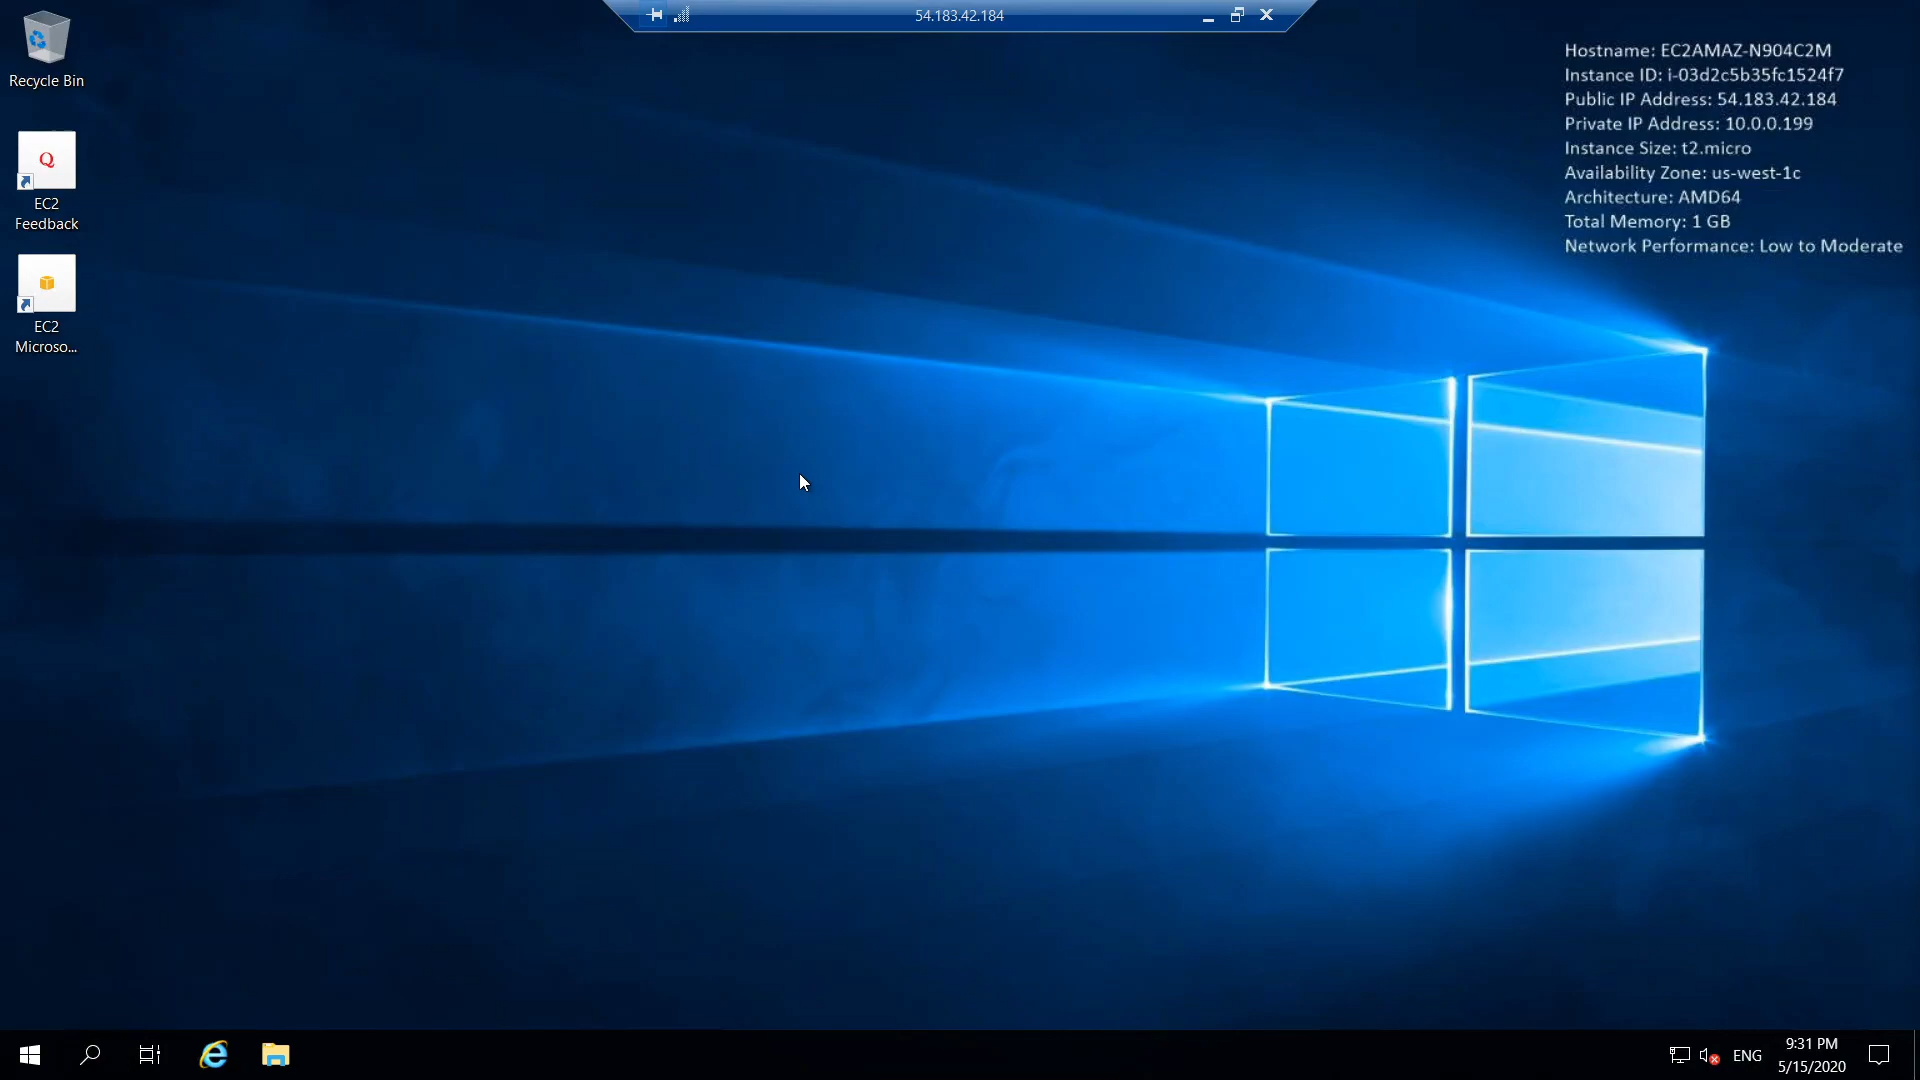 54.183.42.184
Hostname: EC2AMAZ-N904C2M
Instance ID: i-03d2c5b35fc1524f7
Public IP Address: 54.183.42.184
Private IP Address: 10.0.0.199
Instance Size: t2.micro
Availability Zone: us-west-1c
Architecture: AMD64
Total Memory: 1 GB
Network Performance: Low to Moderate
Recycle Bin
Q
EC2
Feedback
EC2
Microso...
ENG
9:31 PM
5/15/2020